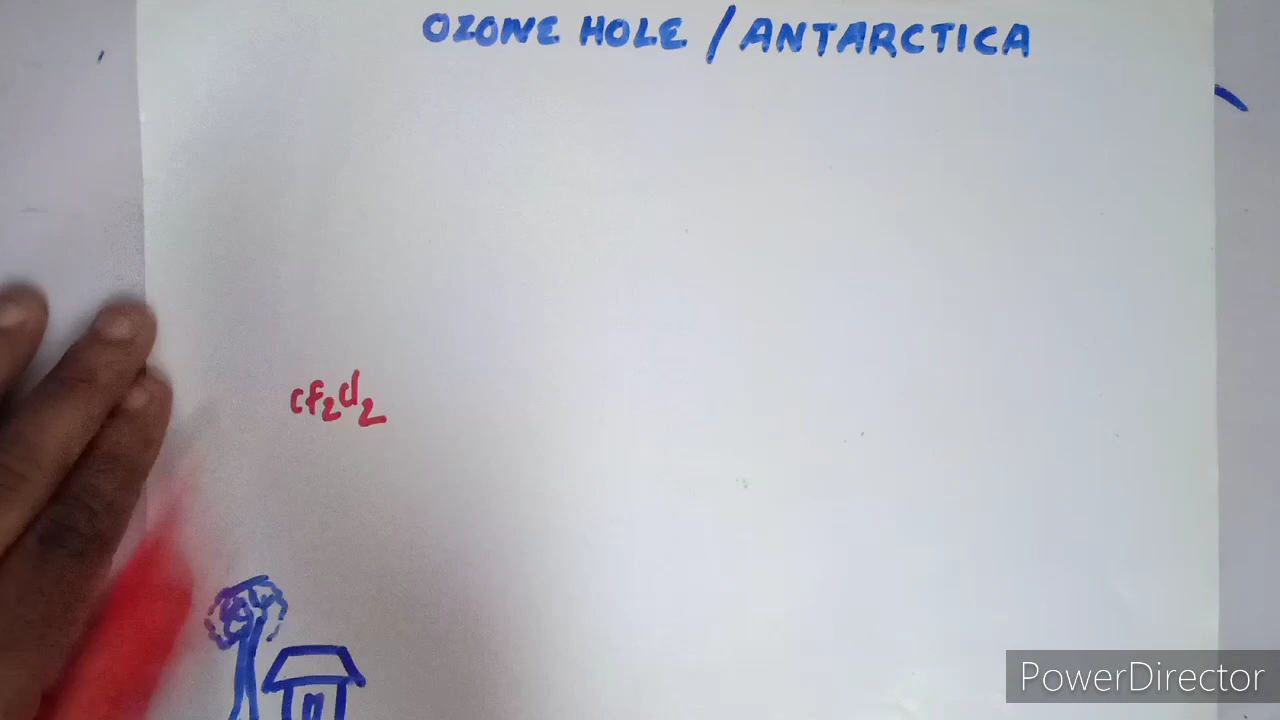 OZONE HOLE / ANTARCTICA
cf₂cl₂
PowerDirector